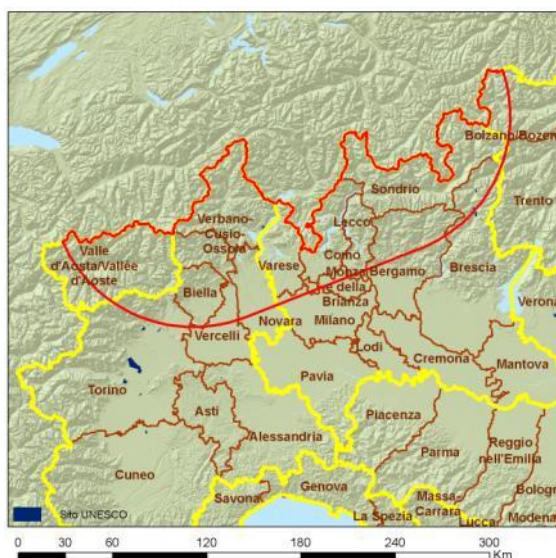 Bolzano/Bozen
Sondrio
Trento
Verbano-
Cusio-
Ossola
Lecco
Valle
d'Aosta/Vallée
d'Aoste
Varese
Como
Monza
e della
Brianza
Bergamo
Brescia
Biella
Verona
Novara
Milano
Vercelli
Lodi
Cremona
Mantova
Pavia
Torino
Asti
Piacenza
Alessandria
Reggio
nell'Emilia
Parma
Cuneo
Bologn
Genova
Massa-
Carrara
Savona
Sito UNESCO
La Spezia
Lucca
Modena
0 30 60 120 180 240 300
Km